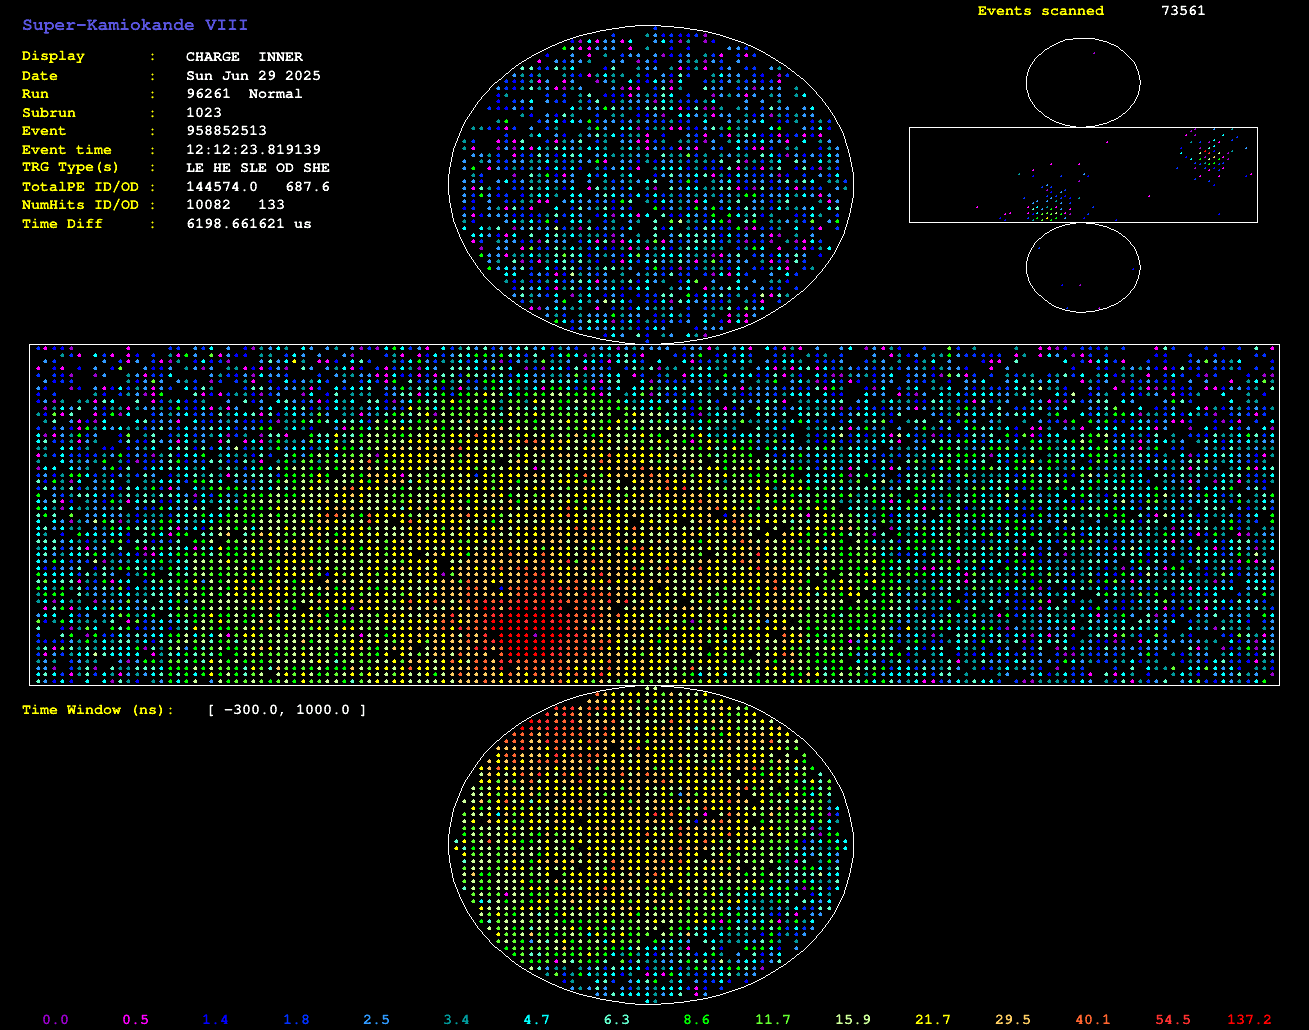 Super-Kamiokande VIII
Events scanned 73561
Display : CHARGE INNER
Date : Sun Jun 29 2025
Run : 96261 Normal
Subrun : 1023
Event : 958852513
Event time : 12:12:23.819139
TRG Type(s) : LE HE SLE OD SHE
TotalPE ID/OD : 144574.0 687.6
NumHits ID/OD : 10082 133
Time Diff : 6198.661621 us
Time Window (ns): [ -300.0, 1000.0 ]
0.0 0.5 1.4 1.8 2.5 3.4 4.7 6.3 8.6 11.7 15.9 21.7 29.5 40.1 54.5 137.2